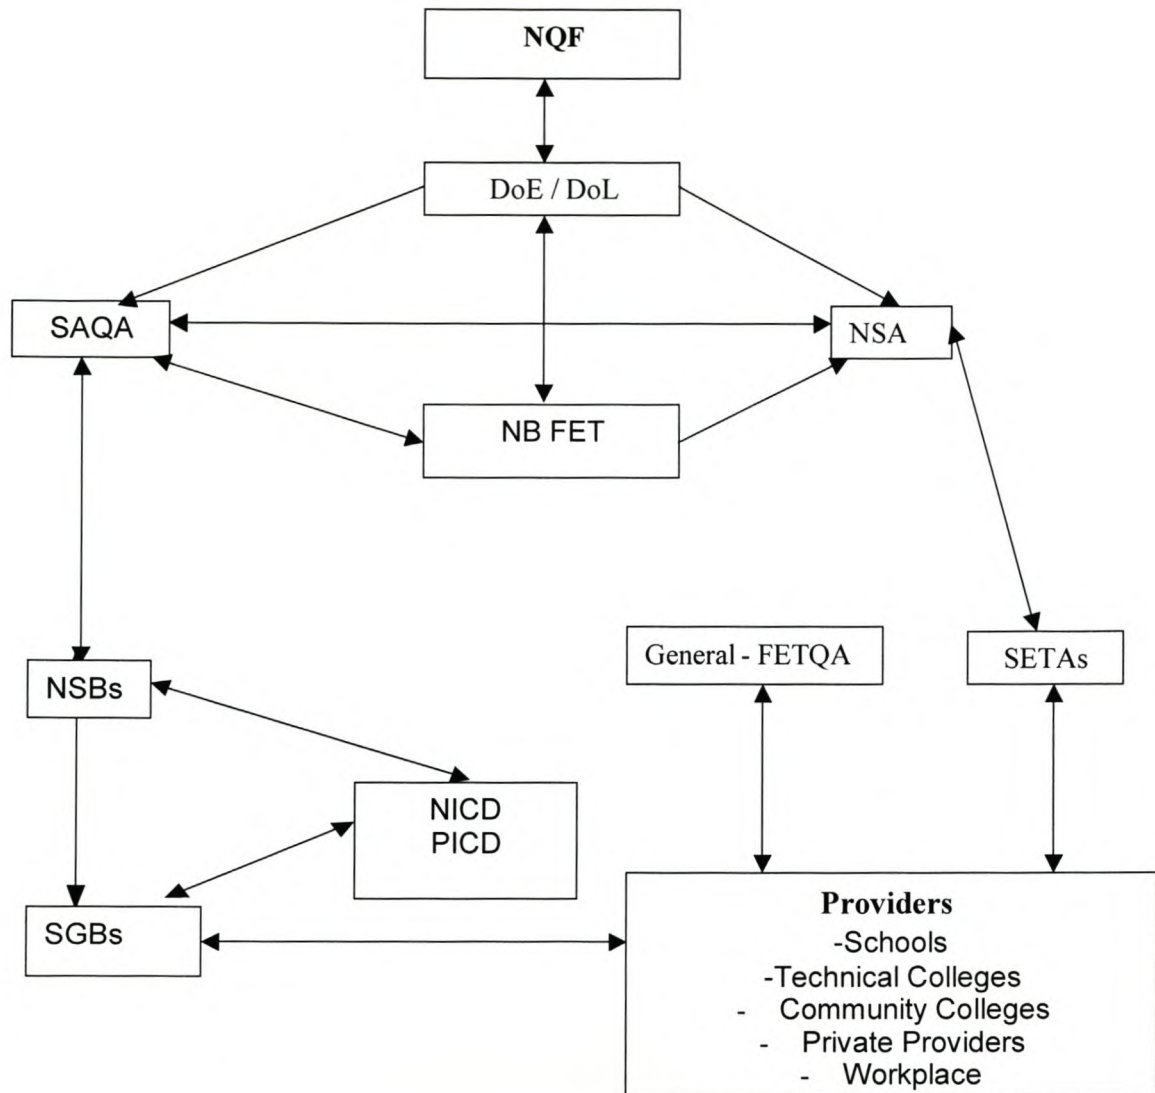 NQF
DoE / DoL
SAQA
NSA
NB FET
General - FETQA
SETAs
NSBs
NICD
PICD
SGBs
Providers
-Schools
-Technical Colleges
- Community Colleges
- Private Providers
- Workplace